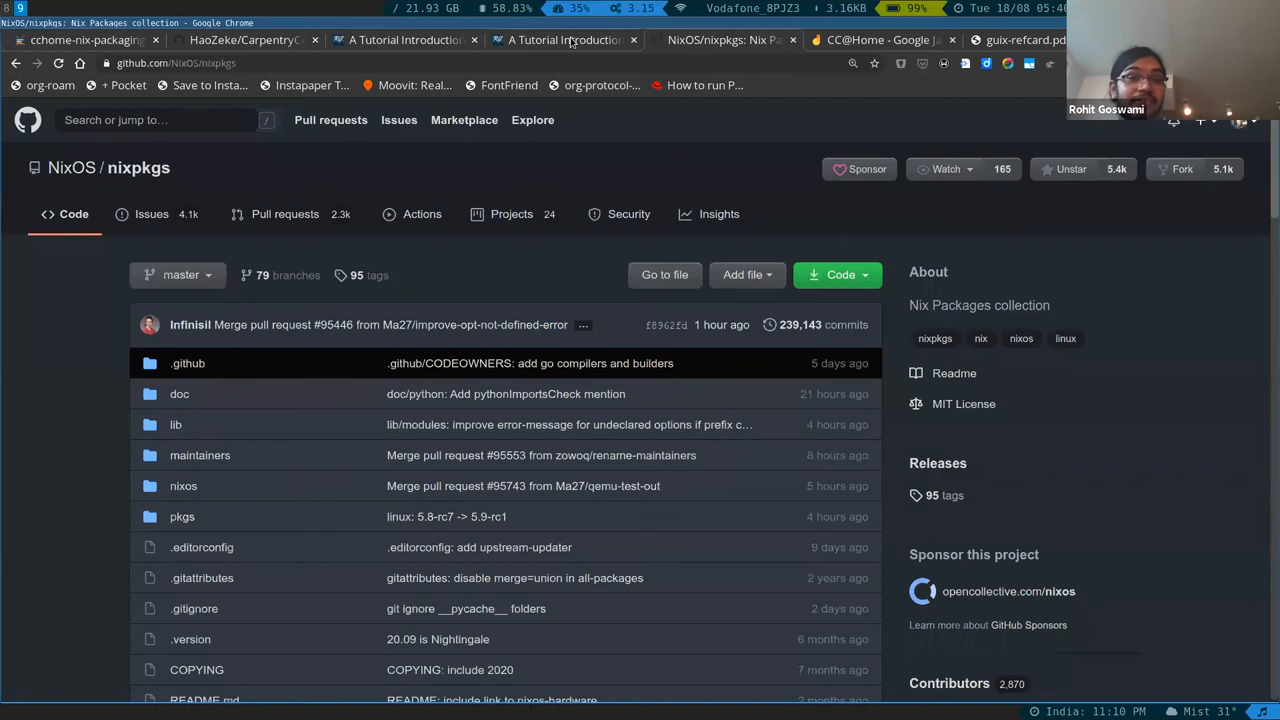 8 9 / 21.93 GB 58.83% 35% 3.15 Vodafone_8PJZ3 3.16KB 99% Tue 18/08 05:40
NixOS/nixpkgs: Nix Packages collection - Google Chrome
cchome-nix-packaging × HaoZeke/CarpentryC × A Tutorial Introduction × A Tutorial Introduction × NixOS/nixpkgs: Nix Pa × CC@Home - Google Ja × guix-refcard.pd
github.com/NixOS/nixpkgs
org-roam + Pocket Save to Insta... Instapaper T... Moovit: Real... FontFriend org-protocol-... How to run P...
Rohit Goswami
Search or jump to... / Pull requests Issues Marketplace Explore
NixOS / nixpkgs Sponsor Watch 165 Unstar 5.4k Fork 5.1k
Code Issues 4.1k Pull requests 2.3k Actions Projects 24 Security Insights
master 79 branches 95 tags Go to file Add file Code
About
Nix Packages collection
Infinisil Merge pull request #95446 from Ma27/improve-opt-not-defined-error ... f8962fd 1 hour ago 239,143 commits
nixpkgs nix nixos linux
.github .github/CODEOWNERS: add go compilers and builders 5 days ago
Readme
doc doc/python: Add pythonImportsCheck mention 21 hours ago
MIT License
lib lib/modules: improve error-message for undeclared options if prefix c... 4 hours ago
maintainers Merge pull request #95553 from zowoq/rename-maintainers 8 hours ago
Releases
nixos Merge pull request #95743 from Ma27/qemu-test-out 5 hours ago
95 tags
pkgs linux: 5.8-rc7 -> 5.9-rc1 4 hours ago
.editorconfig .editorconfig: add upstream-updater 9 days ago
Sponsor this project
.gitattributes gitattributes: disable merge=union in all-packages 2 years ago
opencollective.com/nixos
.gitignore git ignore __pycache__ folders 2 days ago
Learn more about GitHub Sponsors
.version 20.09 is Nightingale 6 months ago
COPYING COPYING: include 2020 7 months ago
Contributors 2,870
README.md README: include link to nixos-hardware 2 months ago
India: 11:10 PM Mist 31°